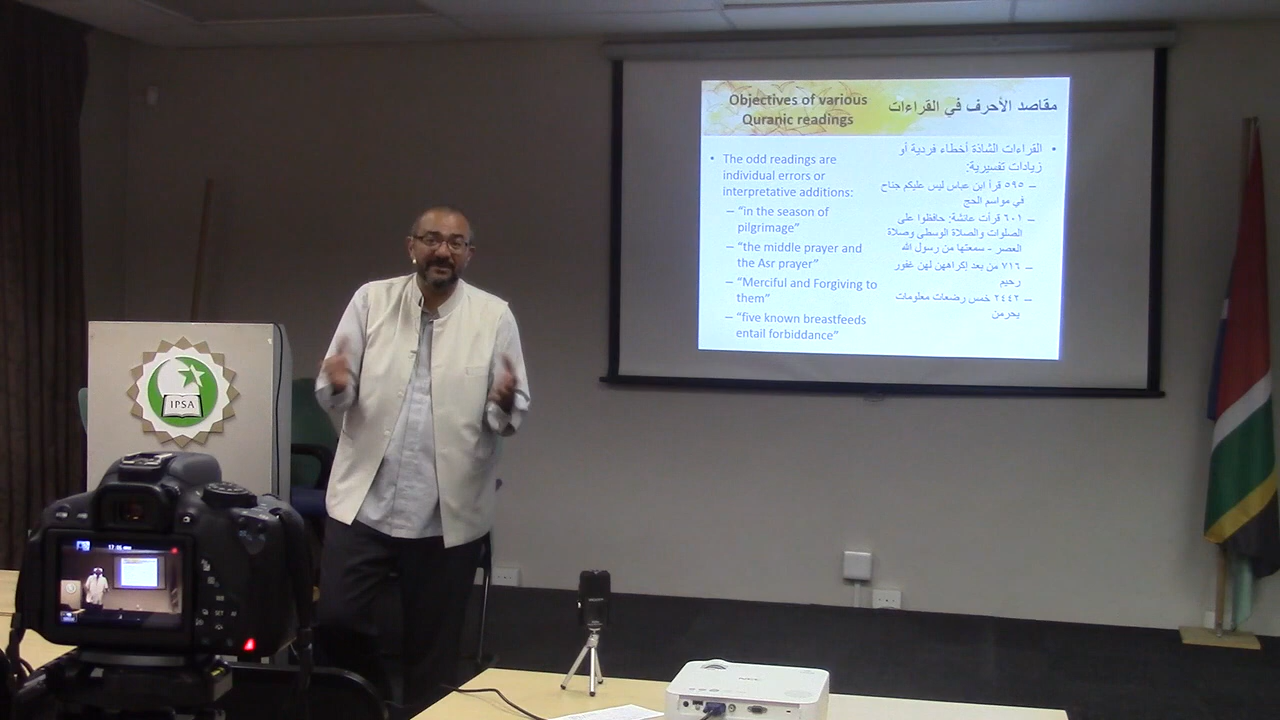 Objectives of various
Quranic readings
مقاصد الأحرف في القراءات
• The odd readings are
individual errors or
interpretative additions:
– “in the season of
pilgrimage”
– “the middle prayer and
the Asr prayer”
– “Merciful and Forgiving to
them”
– “five known breastfeeds
entail forbiddance”
• القراءات الشاذة أخطاء فردية أو
زيادات تفسيرية:
– ٥٩٥ قرأ ابن عباس ليس عليكم جناح
في مواسم الحج
– ٦٠١ قرأت عائشة: حافظوا على
الصلوات والصلاة الوسطى وصلاة
العصر - سمعتها من رسول الله
– ٧١٦ من بعد إكراههن لهن غفور
رحيم
– ٢٤٤٢ خمس رضعات معلومات
يحرمن
IPSA